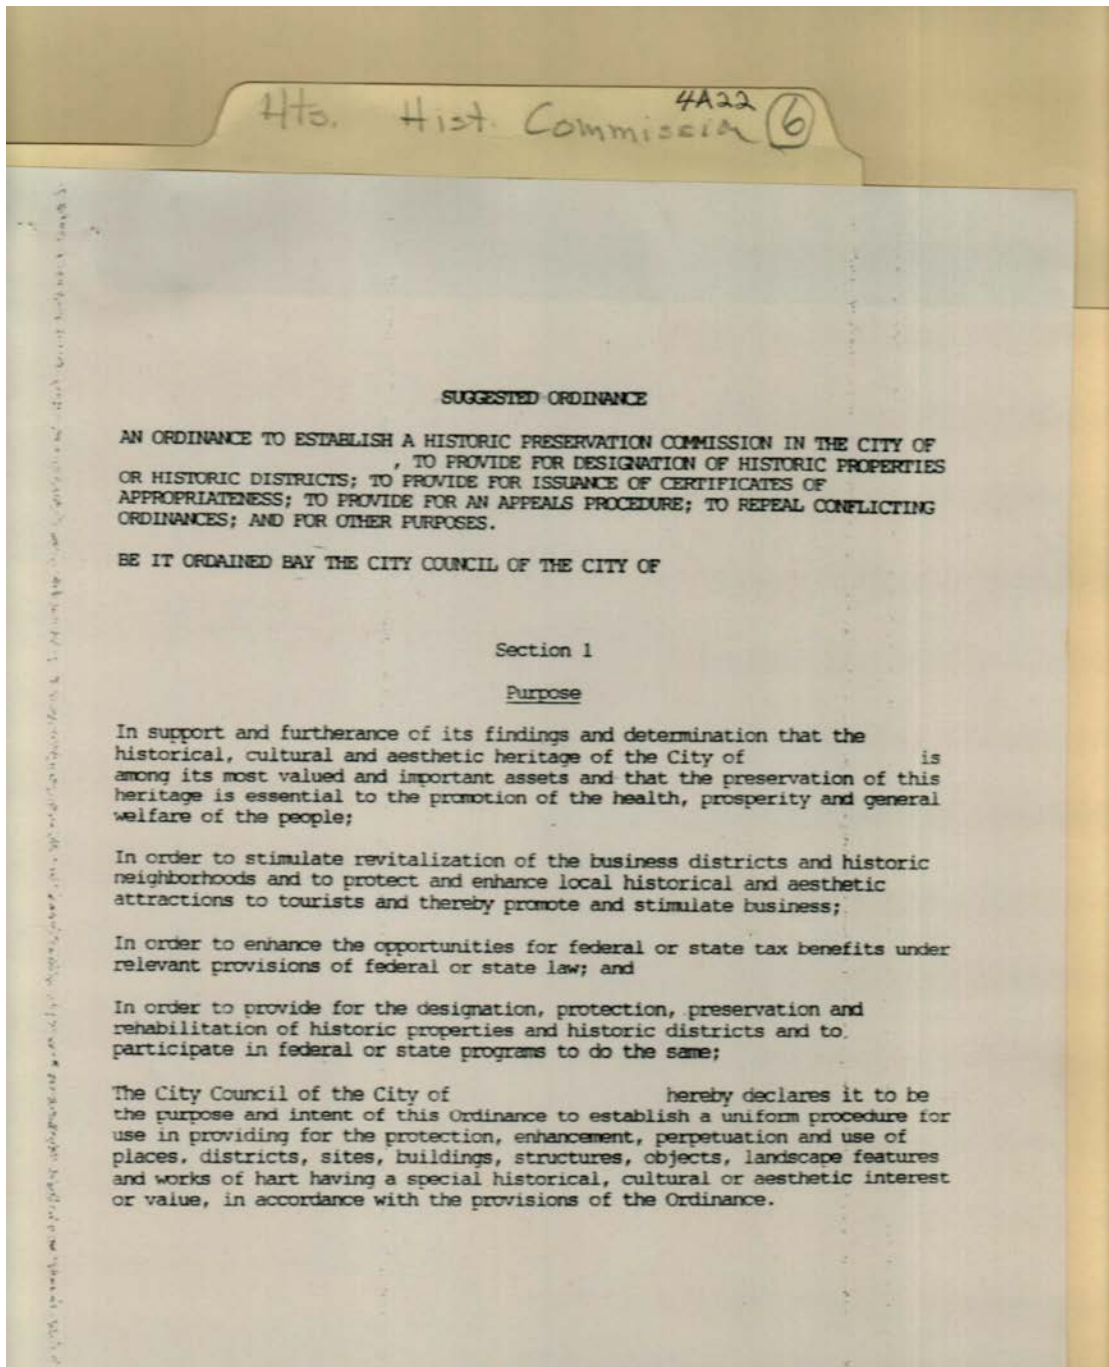 4A22
Hts. Hist. Commission 6
SUGGESTED ORDINANCE
AN ORDINANCE TO ESTABLISH A HISTORIC PRESERVATION COMMISSION IN THE CITY OF
, TO PROVIDE FOR DESIGNATION OF HISTORIC PROPERTIES
OR HISTORIC DISTRICTS; TO PROVIDE FOR ISSUANCE OF CERTIFICATES OF
APPROPRIATENESS; TO PROVIDE FOR AN APPEALS PROCEDURE; TO REPEAL CONFLICTING
ORDINANCES; AND FOR OTHER PURPOSES.
BE IT ORDAINED BAY THE CITY COUNCIL OF THE CITY OF
Section 1
Purpose
In support and furtherance of its findings and determination that the
historical, cultural and aesthetic heritage of the City of is
among its most valued and important assets and that the preservation of this
heritage is essential to the promotion of the health, prosperity and general
welfare of the people;
In order to stimulate revitalization of the business districts and historic
neighborhoods and to protect and enhance local historical and aesthetic
attractions to tourists and thereby promote and stimulate business;
In order to enhance the opportunities for federal or state tax benefits under
relevant provisions of federal or state law; and
In order to provide for the designation, protection, preservation and
rehabilitation of historic properties and historic districts and to
participate in federal or state programs to do the same;
The City Council of the City of hereby declares it to be
the purpose and intent of this Ordinance to establish a uniform procedure for
use in providing for the protection, enhancement, perpetuation and use of
places, districts, sites, buildings, structures, objects, landscape features
and works of hart having a special historical, cultural or aesthetic interest
or value, in accordance with the provisions of the Ordinance.